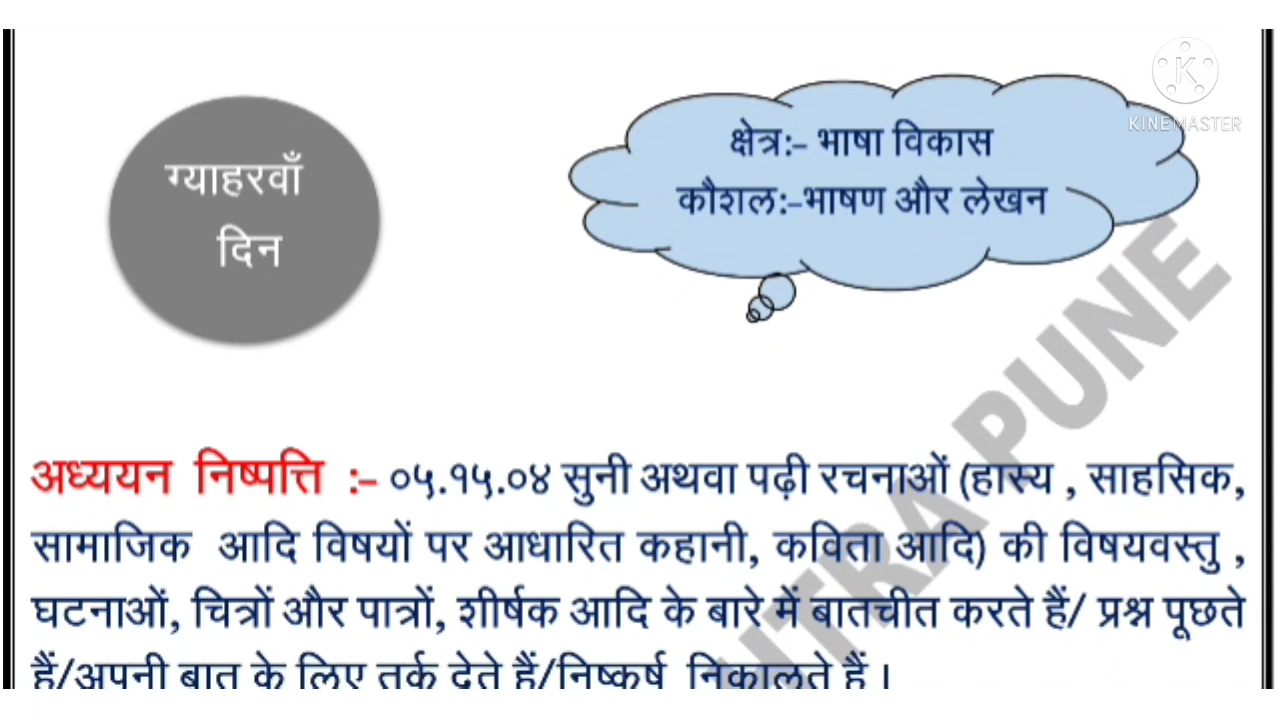 ग्याहरवाँ
दिन
क्षेत्र:- भाषा विकास
कौशल:-भाषण और लेखन
KINEMASTER
अध्ययन निष्पत्ति :- ०५.१५.०४ सुनी अथवा पढ़ी रचनाओं (हास्य , साहसिक,
सामाजिक आदि विषयों पर आधारित कहानी, कविता आदि) की विषयवस्तु ,
घटनाओं, चित्रों और पात्रों, शीर्षक आदि के बारे में बातचीत करते हैं/ प्रश्न पूछते
हैं/अपनी बात के लिए तर्क देते हैं/निष्कर्ष निकालते हैं ।
PUNE